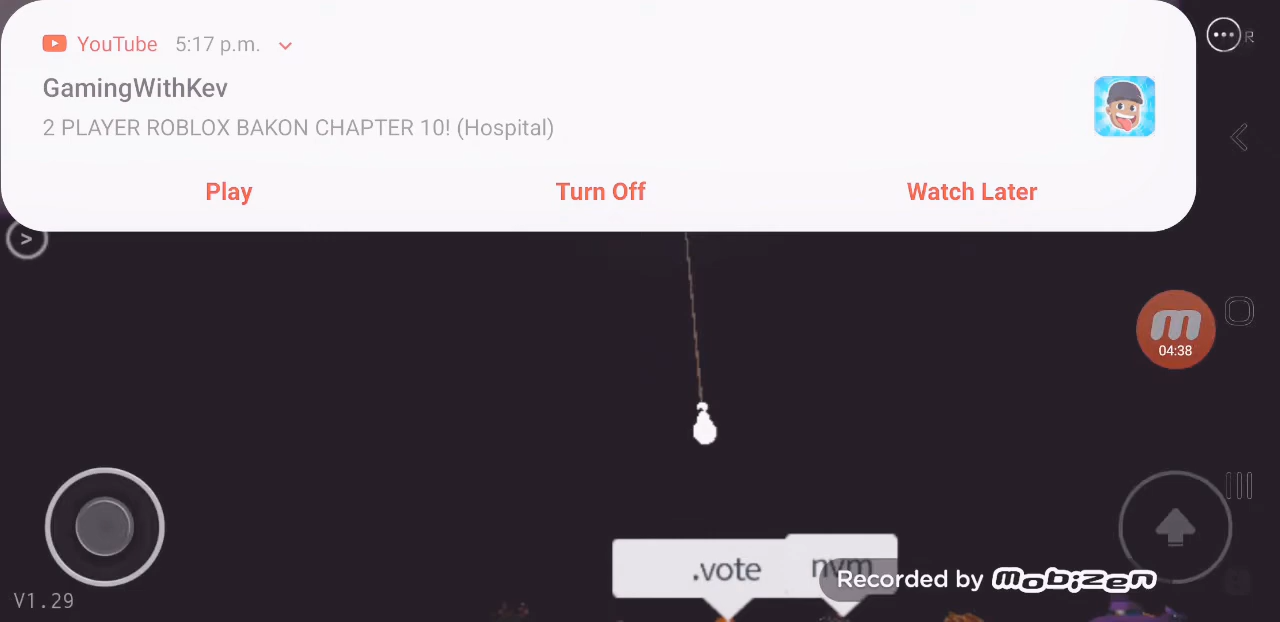 YouTube 5:17 p.m.
GamingWithKev
2 PLAYER ROBLOX BAKON CHAPTER 10! (Hospital)
Play Turn Off Watch Later
R
>
04:38
.vote
nvm
Recorded by mobizen
V1.29